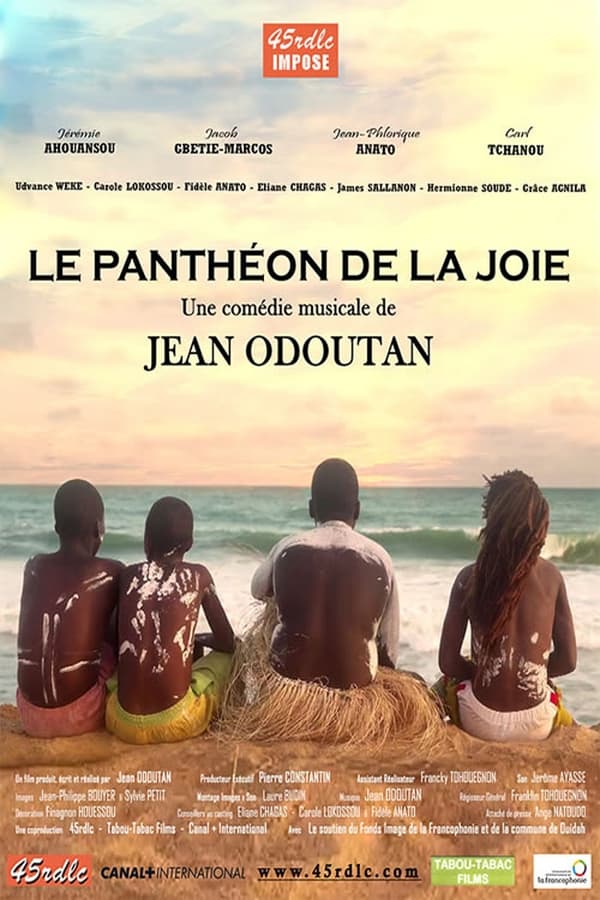 45rdlc
IMPOSE
Jérémie AHOUANSOU
Jacob GBETIE-MARCOS
Jean-Phlorique ANATO
Carl TCHANOU
Udvance WEKE - Carole LOKOSSOU - Fidèle ANATO - Eliane CHAGAS - James SALLANON - Hermionne SOUDE - Grâce AGNILA
LE PANTHÉON DE LA JOIE
Une comédie musicale de
JEAN ODOUTAN
Un film produit, écrit et réalisé par Jean ODOUTAN Producteur Exécutif Pierre CONSTANTIN Assistant Réalisateur Francky TOHOUEGNON Son Jérôme AYASSE
Images Jean-Philippe BOUYER & Sylvie PETIT Montage Images & Son Laure BUDIN Musique Jean ODOUTAN Régisseur Général Franklin TOHOUEGNON
Décoration Finagnon HOUESSOU Conseillers au casting Eliane CHAGAS - Carole LOKOSSOU & Fidèle ANATO Attaché de presse Ange NATOUDO
Une coproduction 45rdlc - Tabou-Tabac Films - Canal + International Avec Le soutien du Fonds Image de la Francophonie et de la commune de Ouidah
45rdlc CANAL+ INTERNATIONAL www.45rdlc.com TABOU-TABAC FILMS la francophonie